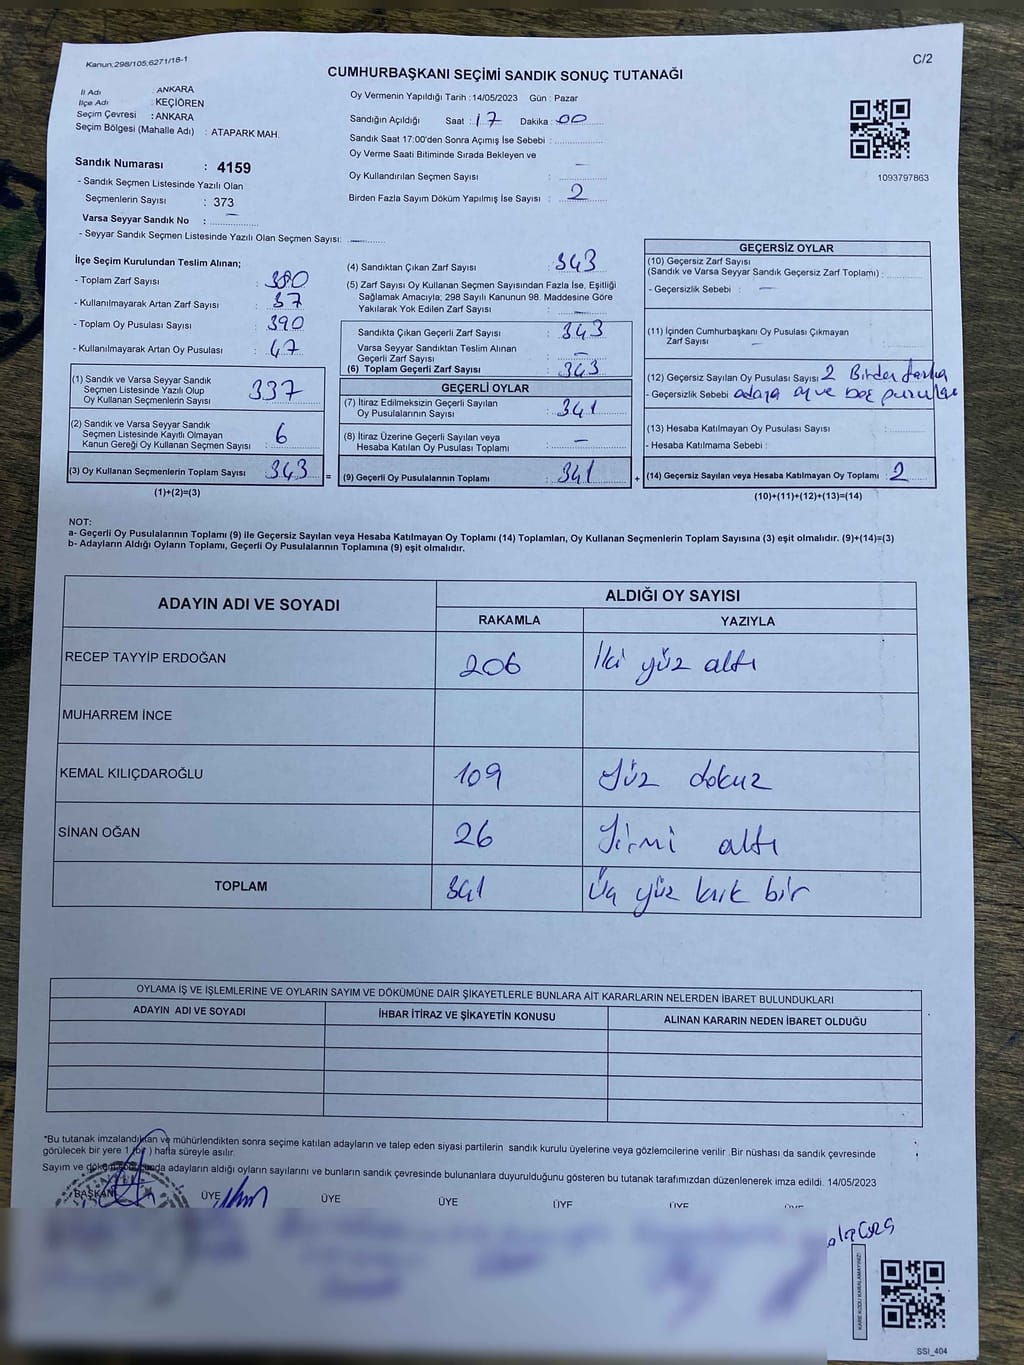 Kanun:298/105;6271/18-1
C/2
CUMHURBAŞKANI SEÇİMİ SANDIK SONUÇ TUTANAĞI
İl Adı : ANKARA
İlçe Adı : KEÇİÖREN
Seçim Çevresi : ANKARA
Seçim Bölgesi (Mahalle Adı) : ATAPARK MAH.
Sandık Numarası : 4159
- Sandık Seçmen Listesinde Yazılı Olan
Seçmenlerin Sayısı : 373
Varsa Seyyar Sandık No : —
- Seyyar Sandık Seçmen Listesinde Yazılı Olan Seçmen Sayısı: —
Oy Vermenin Yapıldığı Tarih : 14/05/2023 Gün : Pazar
Sandığın Açıldığı Saat : 17 Dakika : 00
Sandık Saat 17:00'den Sonra Açımış İse Sebebi :
Oy Verme Saati Bitiminde Sırada Bekleyen ve
Oy Kullandırılan Seçmen Sayısı : —
Birden Fazla Sayım Döküm Yapılmış İse Sayısı : 2
1093797863
İlçe Seçim Kurulundan Teslim Alınan;
- Toplam Zarf Sayısı : 380
- Kullanılmayarak Artan Zarf Sayısı : 37
- Toplam Oy Pusulası Sayısı : 390
- Kullanılmayarak Artan Oy Pusulası : 47
(1) Sandık ve Varsa Seyyar Sandık
Seçmen Listesinde Yazılı Olup
Oy Kullanan Seçmenlerin Sayısı 337
(2) Sandık ve Varsa Seyyar Sandık
Seçmen Listesinde Kayıtlı Olmayan
Kanun Gereği Oy Kullanan Seçmen Sayısı : 6
(3) Oy Kullanan Seçmenlerin Toplam Sayısı 343
(1)+(2)=(3)
=
(4) Sandıktan Çıkan Zarf Sayısı : 343
(5) Zarf Sayısı Oy Kullanan Seçmen Sayısından Fazla İse, Eşitliği
Sağlamak Amacıyla; 298 Sayılı Kanunun 98. Maddesine Göre
Yakılarak Yok Edilen Zarf Sayısı : —
Sandıkta Çıkan Geçerli Zarf Sayısı : 343
Varsa Seyyar Sandıktan Teslim Alınan
Geçerli Zarf Sayısı : —
(6) Toplam Geçerli Zarf Sayısı : 343
GEÇERLİ OYLAR
(7) İtiraz Edilmeksizin Geçerli Sayılan
Oy Pusulalarının Sayısı : 341
(8) İtiraz Üzerine Geçerli Sayılan veya
Hesaba Katılan Oy Pusulası Toplamı : —
(9) Geçerli Oy Pusulalarının Toplamı : 341
+
GEÇERSİZ OYLAR
(10) Geçersiz Zarf Sayısı
(Sandık ve Varsa Seyyar Sandık Geçersiz Zarf Toplamı) :
- Geçersizlik Sebebi : —
(11) İçinden Cumhurbaşkanı Oy Pusulası Çıkmayan
Zarf Sayısı : —
(12) Geçersiz Sayılan Oy Pusulası Sayısı : 2 Birden fazla
- Geçersizlik Sebebi adaya oy ve boş pusula
(13) Hesaba Katılmayan Oy Pusulası Sayısı :
- Hesaba Katılmama Sebebi :
(14) Geçersiz Sayılan veya Hesaba Katılmayan Oy Toplamı : 2
(10)+(11)+(12)+(13)=(14)
NOT:
a- Geçerli Oy Pusulalarının Toplamı (9) ile Geçersiz Sayılan veya Hesaba Katılmayan Oy Toplamı (14) Toplamları, Oy Kullanan Seçmenlerin Toplam Sayısına (3) eşit olmalıdır. (9)+(14)=(3)
b- Adayların Aldığı Oyların Toplamı, Geçerli Oy Pusulalarının Toplamına (9) eşit olmalıdır.
ADAYIN ADI VE SOYADI
ALDIĞI OY SAYISI
RAKAMLA YAZIYLA
RECEP TAYYİP ERDOĞAN 206 İki yüz altı
MUHARREM İNCE
KEMAL KILIÇDAROĞLU 109 Yüz dokuz
SİNAN OĞAN 26 Yirmi altı
TOPLAM 341 Üç yüz kırk bir
OYLAMA İŞ VE İŞLEMLERİNE VE OYLARIN SAYIM VE DÖKÜMÜNE DAİR ŞİKAYETLERLE BUNLARA AİT KARARLARIN NELERDEN İBARET BULUNDUKLARI
ADAYIN ADI VE SOYADI İHBAR İTİRAZ VE ŞİKAYETİN KONUSU ALINAN KARARIN NEDEN İBARET OLDUĞU
*Bu tutanak imzalandıktan ve mühürlendikten sonra seçime katılan adayların ve talep eden siyasi partilerin sandık kurulu üyelerine veya gözlemcilerine verilir .Bir nüshası da sandık çevresinde
görülecek bir yere 1 (bir ) hafta süreyle asılır.
Sayım ve döküm sonunda adayların aldığı oyların sayılarını ve bunların sandık çevresinde bulunanlara duyurulduğunu gösteren bu tutanak tarafımızdan düzenlenerek imza edildi. 14/05/2023
BAŞKAN ÜYE ÜYE ÜYE ÜYE ÜYE ÜYE
KARE KODU KARALAMAYINIZ!
SSI_404